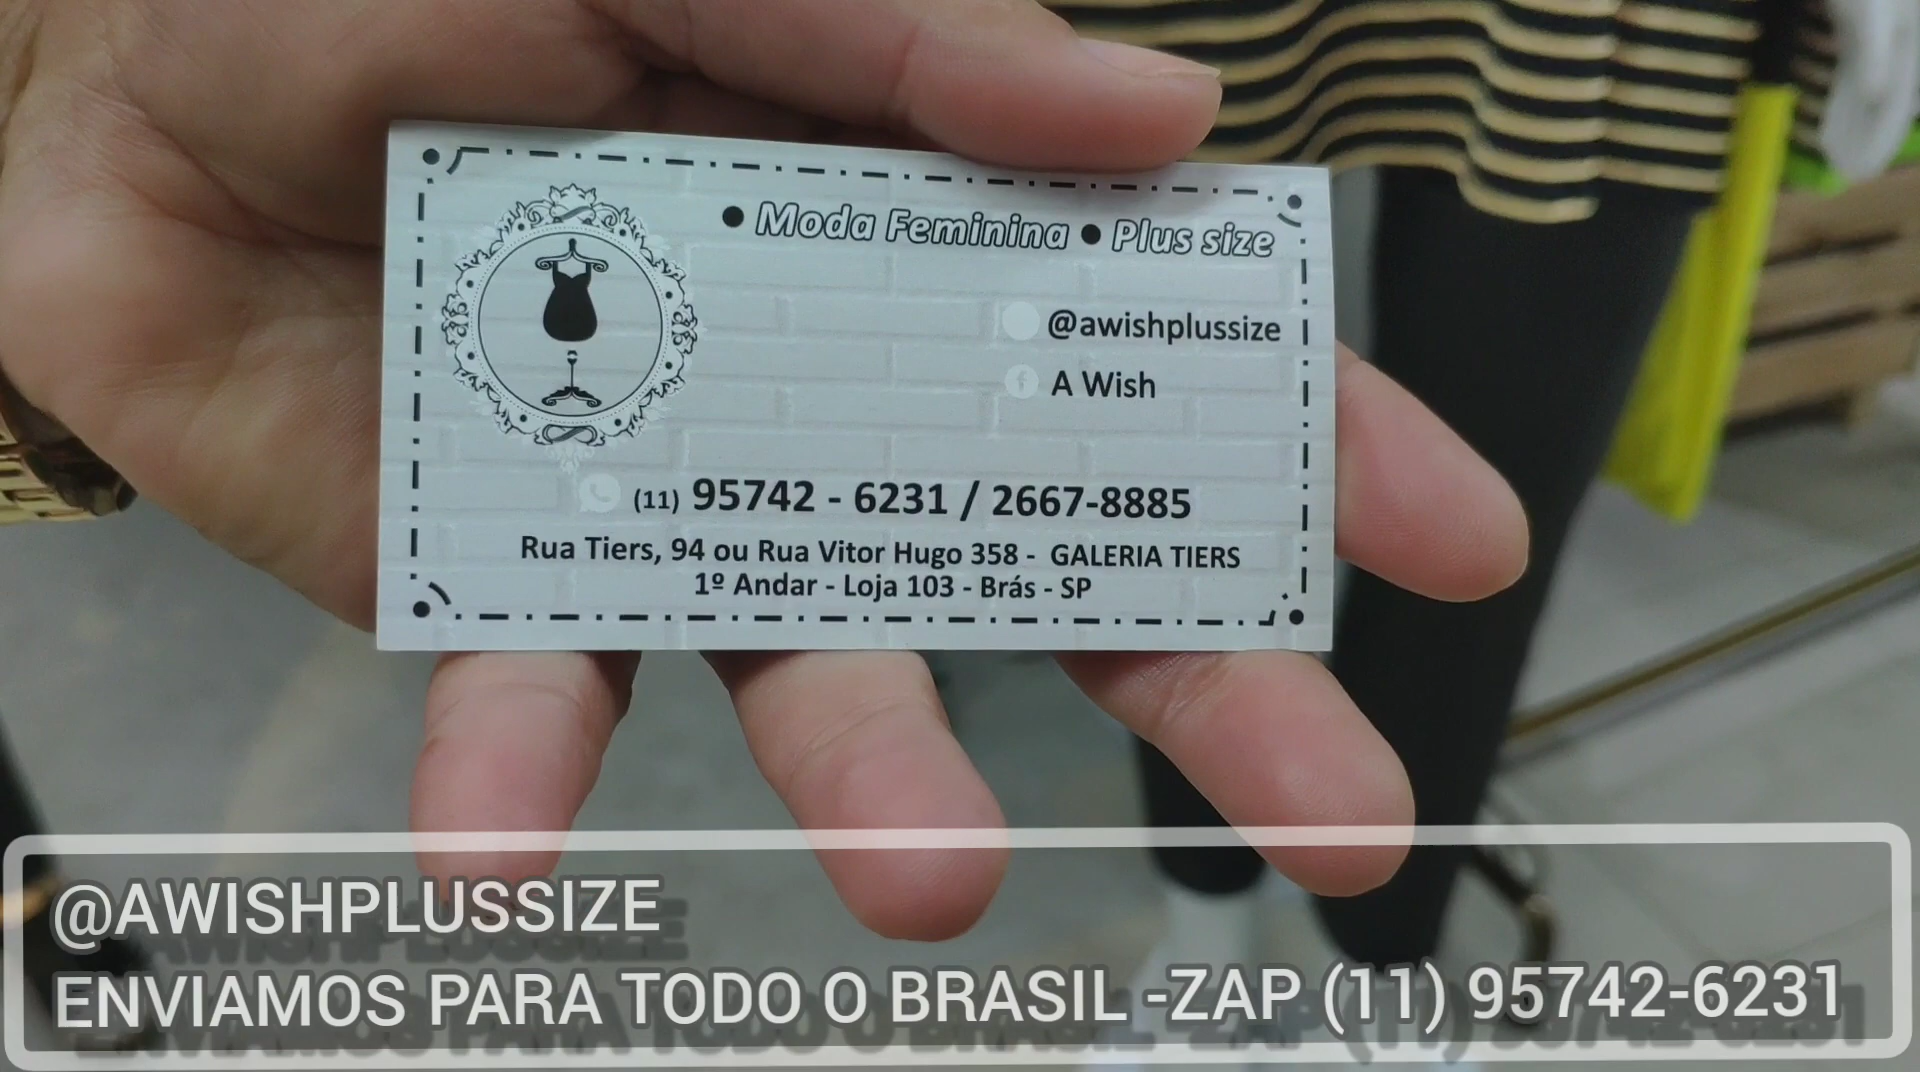 • Moda Feminina • Plus size
@awishplussize
f A Wish
(11) 95742 - 6231 / 2667-8885
Rua Tiers, 94 ou Rua Vitor Hugo 358 - GALERIA TIERS
1º Andar - Loja 103 - Brás - SP
@AWISHPLUSSIZE
ENVIAMOS PARA TODO O BRASIL -ZAP (11) 95742-6231